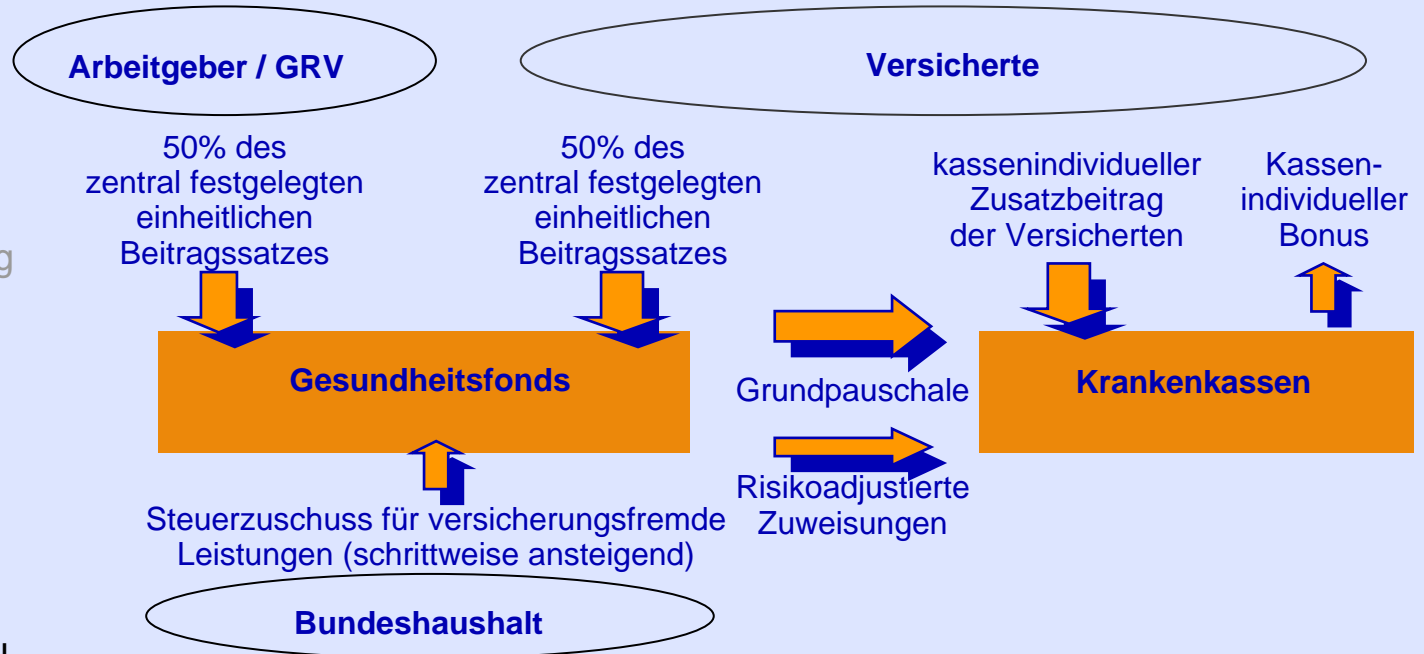 Arbeitgeber / GRV
Versicherte
50% des
zentral festgelegten
einheitlichen
Beitragssatzes
50% des
zentral festgelegten
einheitlichen
Beitragssatzes
kassenindividueller
Zusatzbeitrag
der Versicherten
Kassen-
individueller
Bonus
g
Gesundheitsfonds
Grundpauschale
Krankenkassen
Risikoadjustierte
Zuweisungen
Steuerzuschuss für versicherungsfremde
Leistungen (schrittweise ansteigend)
Bundeshaushalt